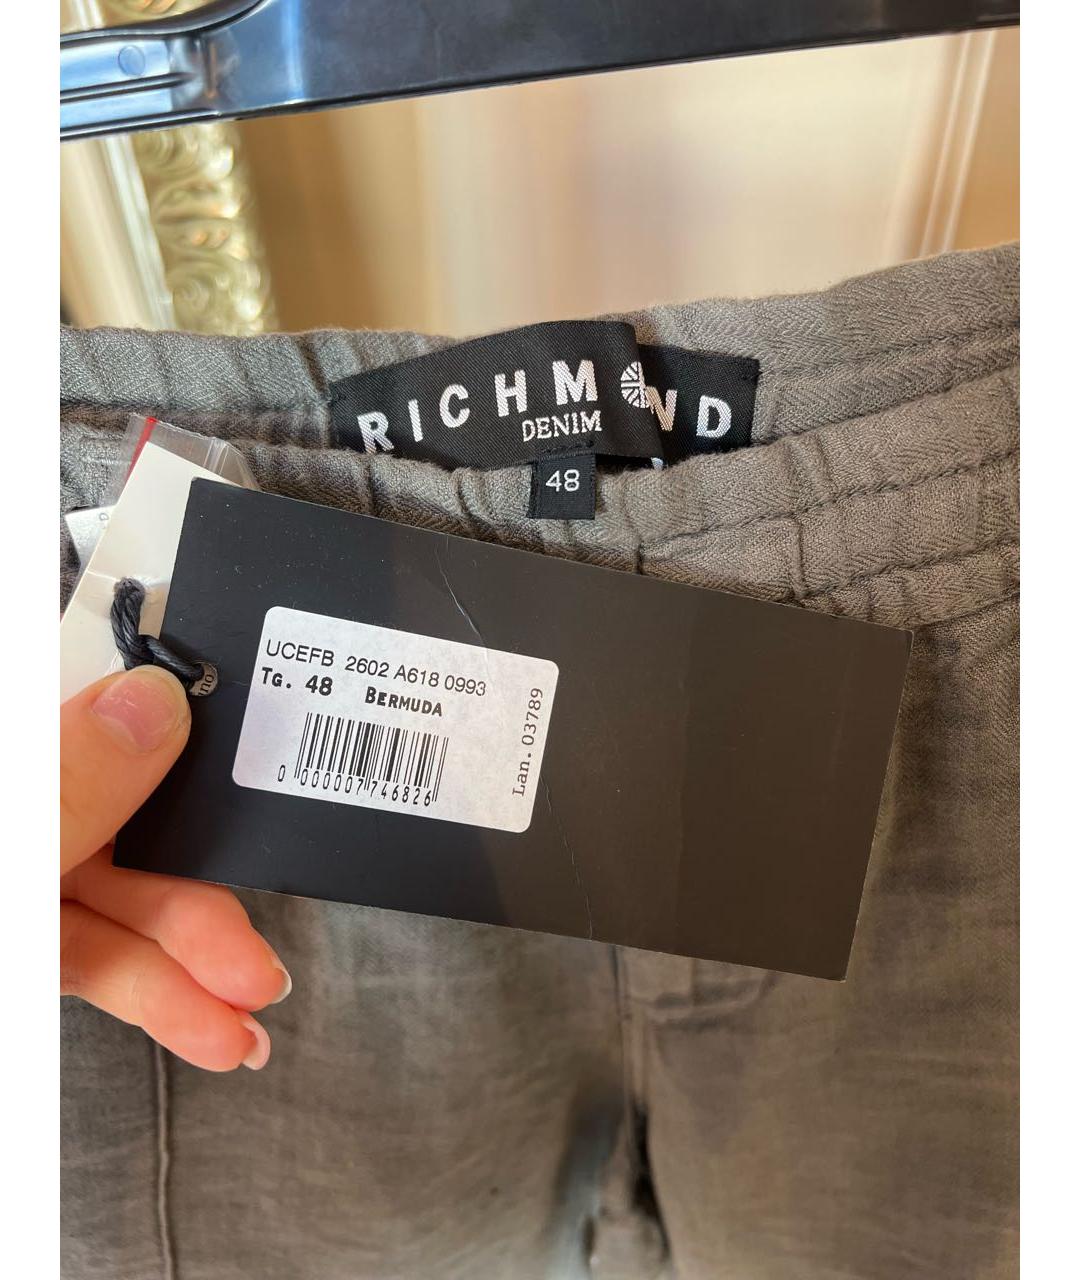 RICHMOND
DENIM
48
UCEFB 2602 A618 0993
TG. 48 BERMUDA
Lan. 03789
0 000007 746826